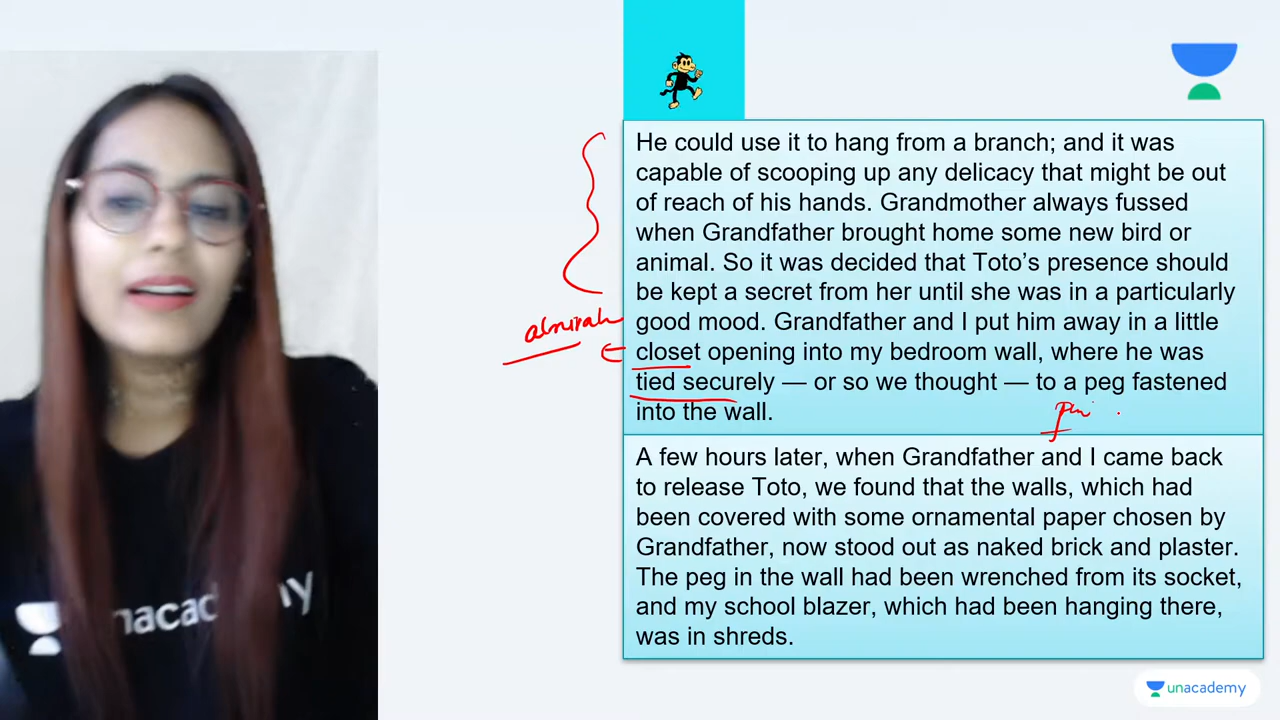 He could use it to hang from a branch; and it was
capable of scooping up any delicacy that might be out
of reach of his hands. Grandmother always fussed
when Grandfather brought home some new bird or
animal. So it was decided that Toto's presence should
be kept a secret from her until she was in a particularly
good mood. Grandfather and I put him away in a little
almirah
closet opening into my bedroom wall, where he was
tied securely — or so we thought — to a peg fastened
into the wall.
A few hours later, when Grandfather and I came back
to release Toto, we found that the walls, which had
been covered with some ornamental paper chosen by
Grandfather, now stood out as naked brick and plaster.
The peg in the wall had been wrenched from its socket,
and my school blazer, which had been hanging there,
was in shreds.
unacademy